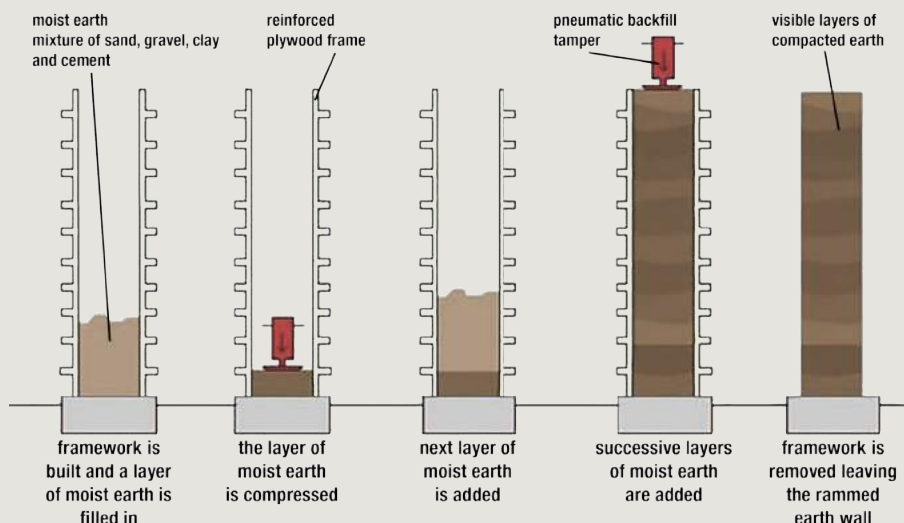 moist earth
mixture of sand, gravel, clay
and cement
reinforced
plywood frame
pneumatic backfill
tamper
visible layers of
compacted earth
framework is
built and a layer
of moist earth is
filled in
the layer of
moist earth
is compressed
next layer of
moist earth
is added
successive layers
of moist earth
are added
framework is
removed leaving
the rammed
earth wall